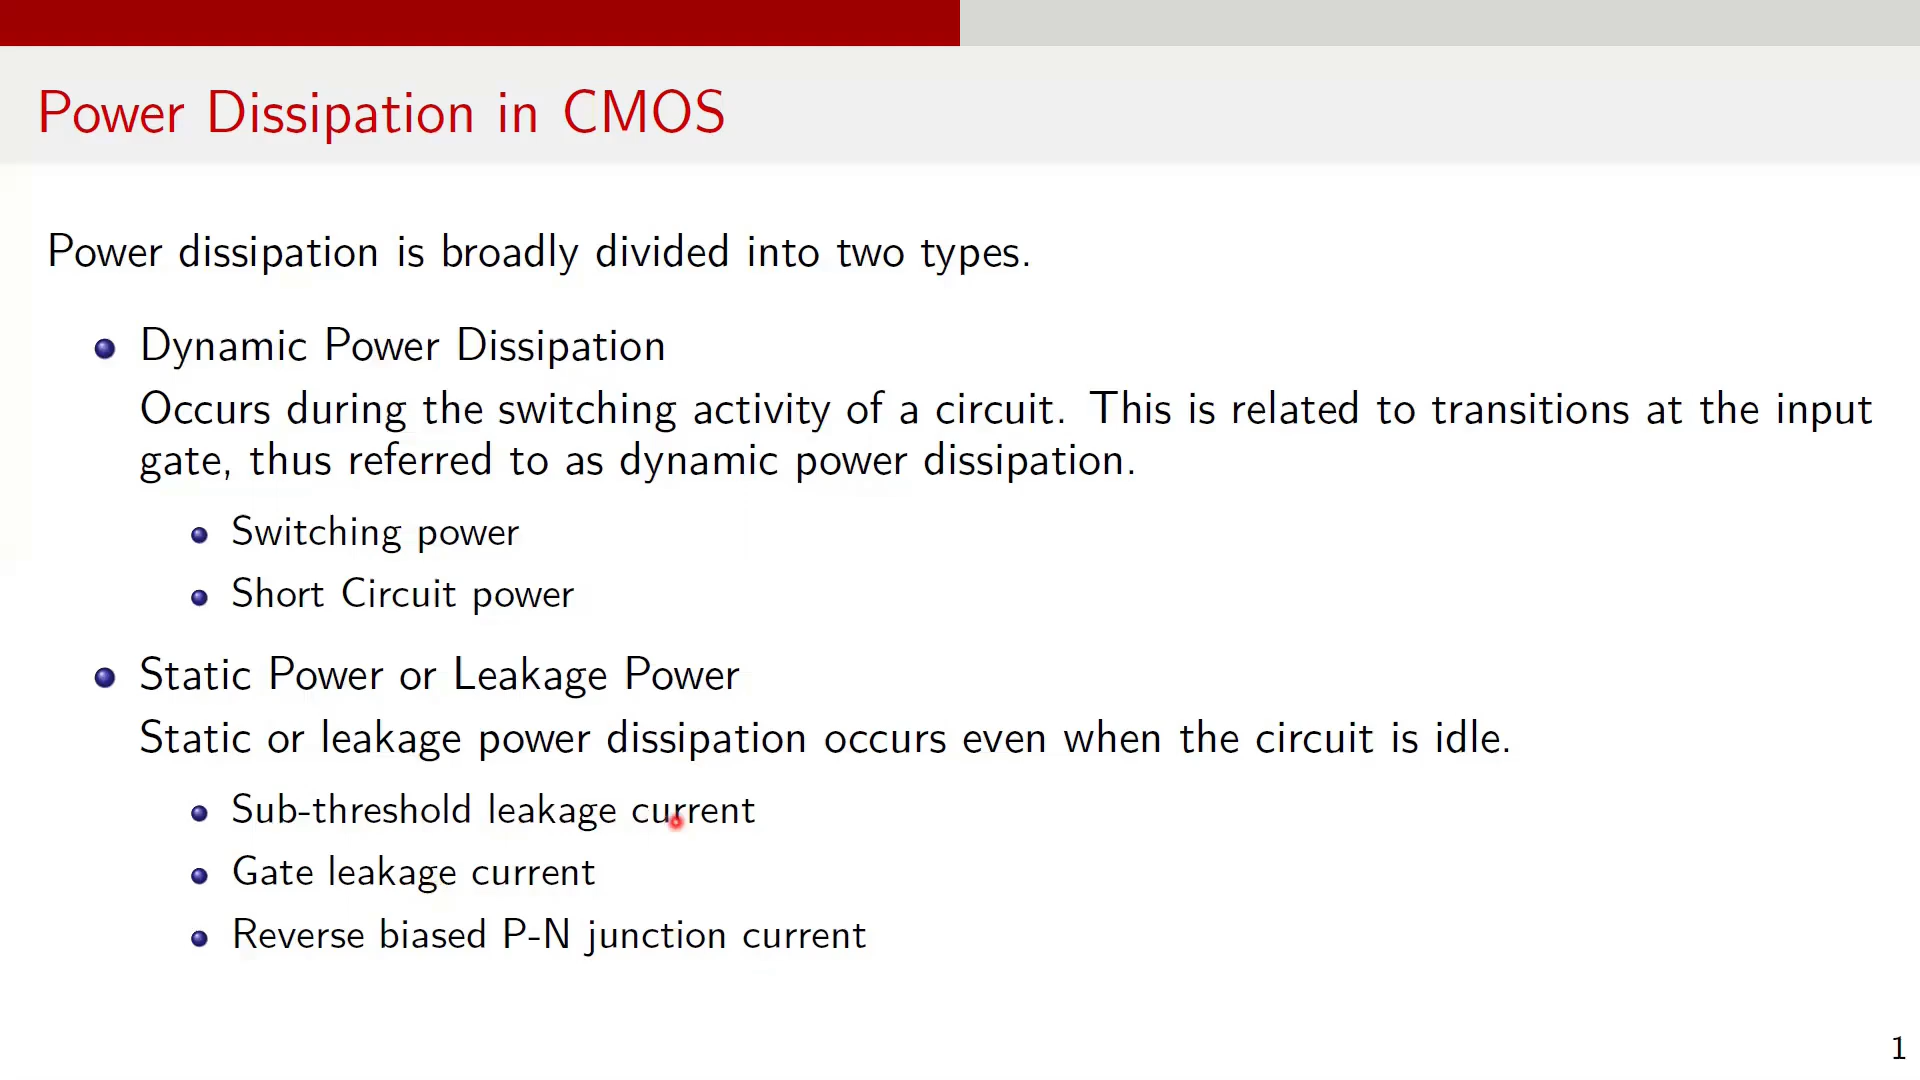 Power Dissipation in CMOS
Power dissipation is broadly divided into two types.
Dynamic Power Dissipation
Occurs during the switching activity of a circuit. This is related to transitions at the input
gate, thus referred to as dynamic power dissipation.
Switching power
Short Circuit power
Static Power or Leakage Power
Static or leakage power dissipation occurs even when the circuit is idle.
Sub-threshold leakage current
Gate leakage current
Reverse biased P-N junction current
1